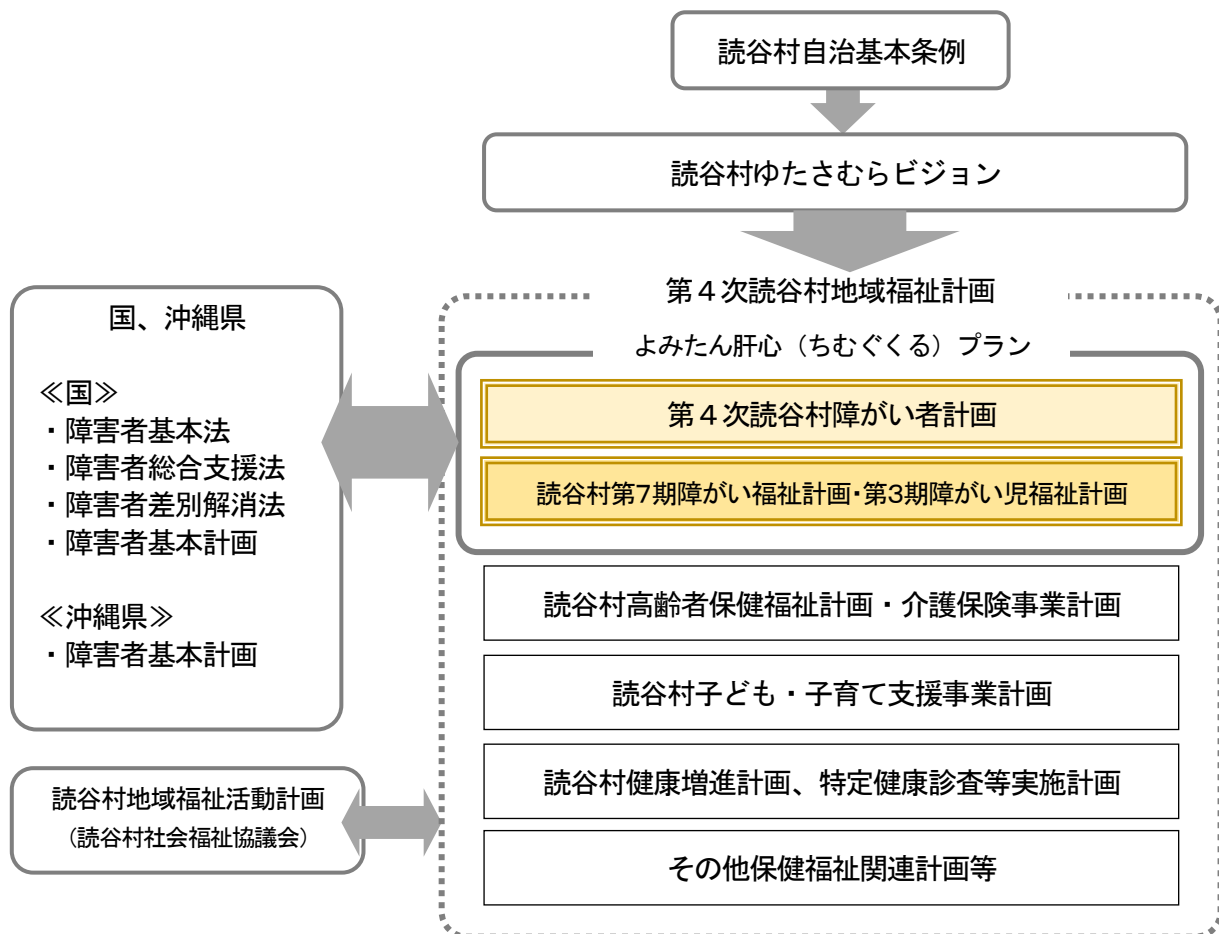 読谷村自治基本条例
読谷村ゆたさむらビジョン
国、沖縄県
≪国≫
・障害者基本法
・障害者総合支援法
・障害者差別解消法
・障害者基本計画
≪沖縄県≫
・障害者基本計画
読谷村地域福祉活動計画
（読谷村社会福祉協議会）
第４次読谷村地域福祉計画
よみたん肝心（ちむぐくる）プラン
第４次読谷村障がい者計画
読谷村第7期障がい福祉計画・第3期障がい児福祉計画
読谷村高齢者保健福祉計画・介護保険事業計画
読谷村子ども・子育て支援事業計画
読谷村健康増進計画、特定健康診査等実施計画
その他保健福祉関連計画等